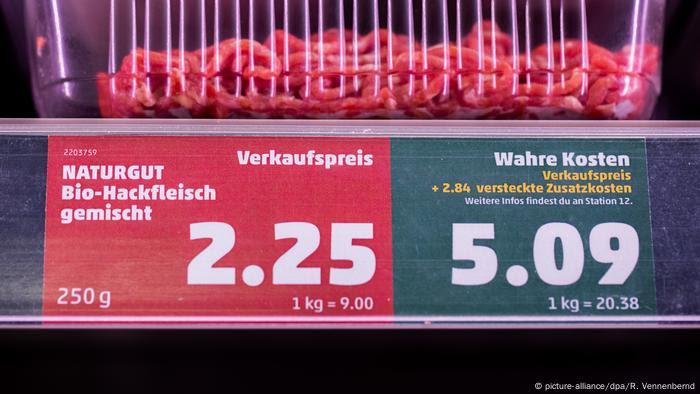 2203759
NATURGUT
Bio-Hackfleisch
gemischt
Verkaufspreis
2.25
250 g
1 kg = 9.00
Wahre Kosten
Verkaufspreis
+ 2.84 versteckte Zusatzkosten
Weitere Infos findest du an Station 12.
5.09
1 kg = 20.38
© picture-alliance/dpa/R. Vennenbernd